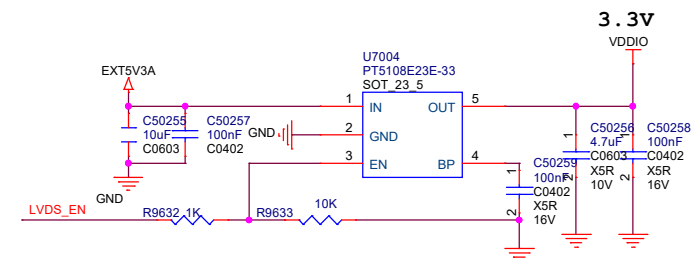 3.3V
VDDIO
U7004
PT5108E23E-33
SOT_23_5
EXT5V3A
1 IN OUT 5
2 GND
3 EN BP 4
GND
C50255
10uF
C0603
C50257
100nF
C0402
GND
C50259
100nF
C0402
X5R
16V
1
2
C50256
4.7uF
C0603
X5R
10V
1
2
C50258
100nF
C0402
X5R
16V
1
2
LVDS_EN
R9632 1K
R9633 10K